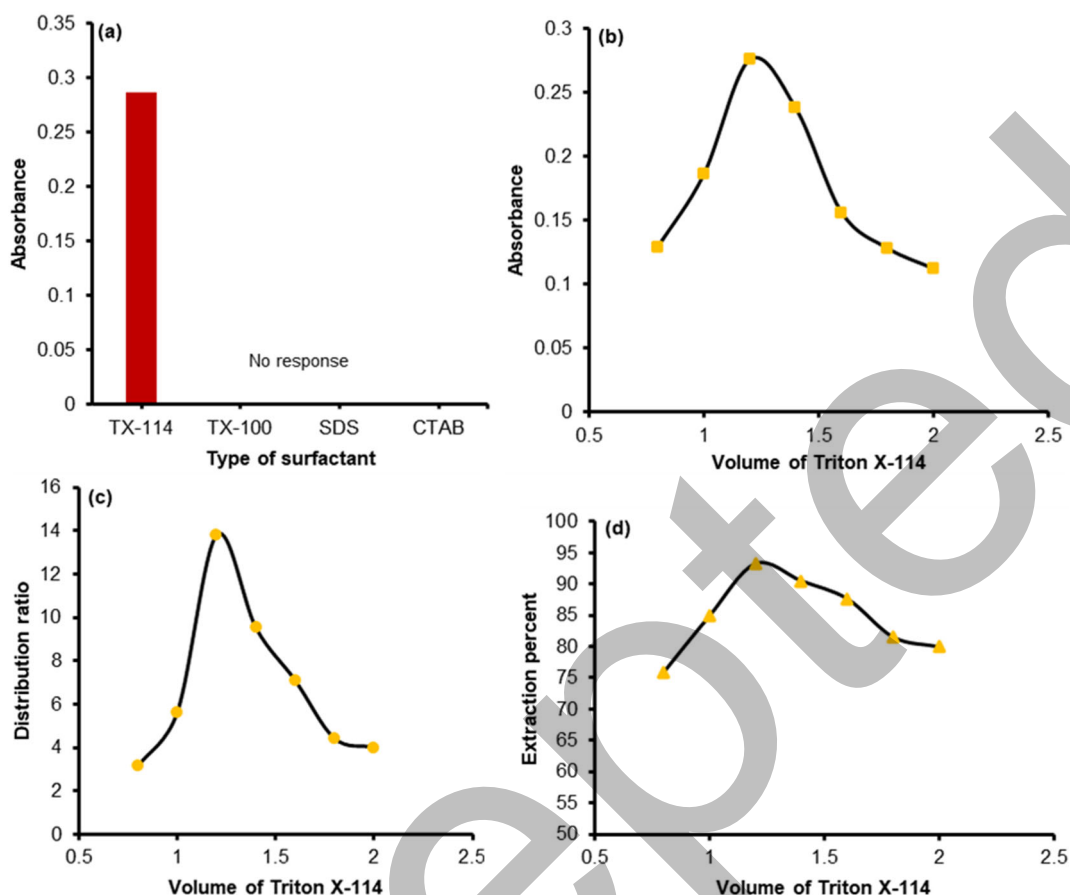 (a)
0.35
0.3
0.25
0.2
0.15
0.1
0.05
0
Absorbance
No response
TX-114 TX-100 SDS CTAB
Type of surfactant
(b)
0.3
0.25
0.2
0.15
0.1
0.05
0
Absorbance
0.5 1 1.5 2 2.5
Volume of Triton X-114
(c)
16
14
12
10
8
6
4
2
0
Distribution ratio
0.5 1 1.5 2 2.5
Volume of Triton X-114
(d)
100
95
90
85
80
75
70
65
60
55
50
Extraction percent
0.5 1 1.5 2 2.5
Volume of Triton X-114